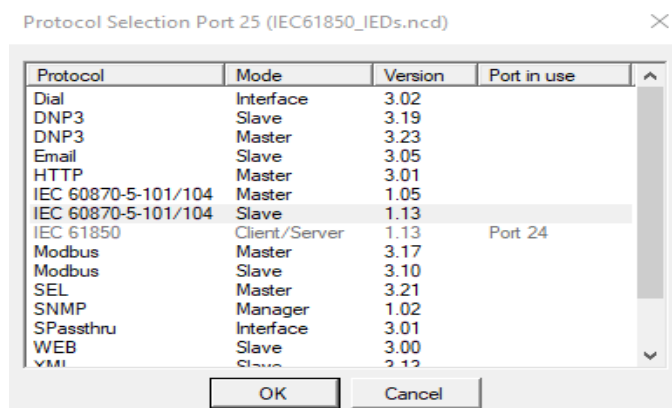 Protocol Selection Port 25 (IEC61850_IEDs.ncd)
Protocol Mode Version Port in use
Dial Interface 3.02
DNP3 Slave 3.19
DNP3 Master 3.23
Email Slave 3.05
HTTP Master 3.01
IEC 60870-5-101/104 Master 1.05
IEC 60870-5-101/104 Slave 1.13
IEC 61850 Client/Server 1.13 Port 24
Modbus Master 3.17
Modbus Slave 3.10
SEL Master 3.21
SNMP Manager 1.02
SPassthru Interface 3.01
WEB Slave 3.00
XML Slave
OK Cancel